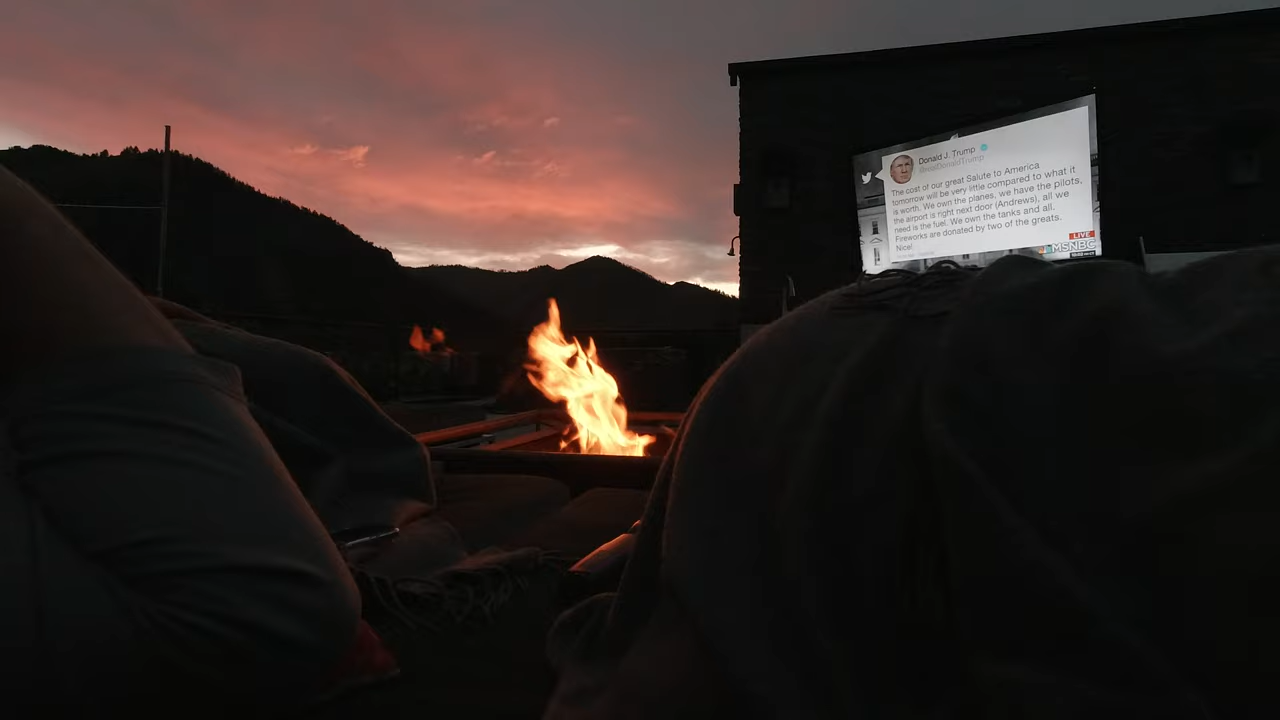 Donald J. Trump
@realDonaldTrump
The cost of our great Salute to America
tomorrow will be very little compared to what it
is worth. We own the planes, we have the pilots,
the airport is right next door (Andrews), all we
need is the fuel. We own the tanks and all.
Fireworks are donated by two of the greats.
Nice!
LIVE
MSNBC